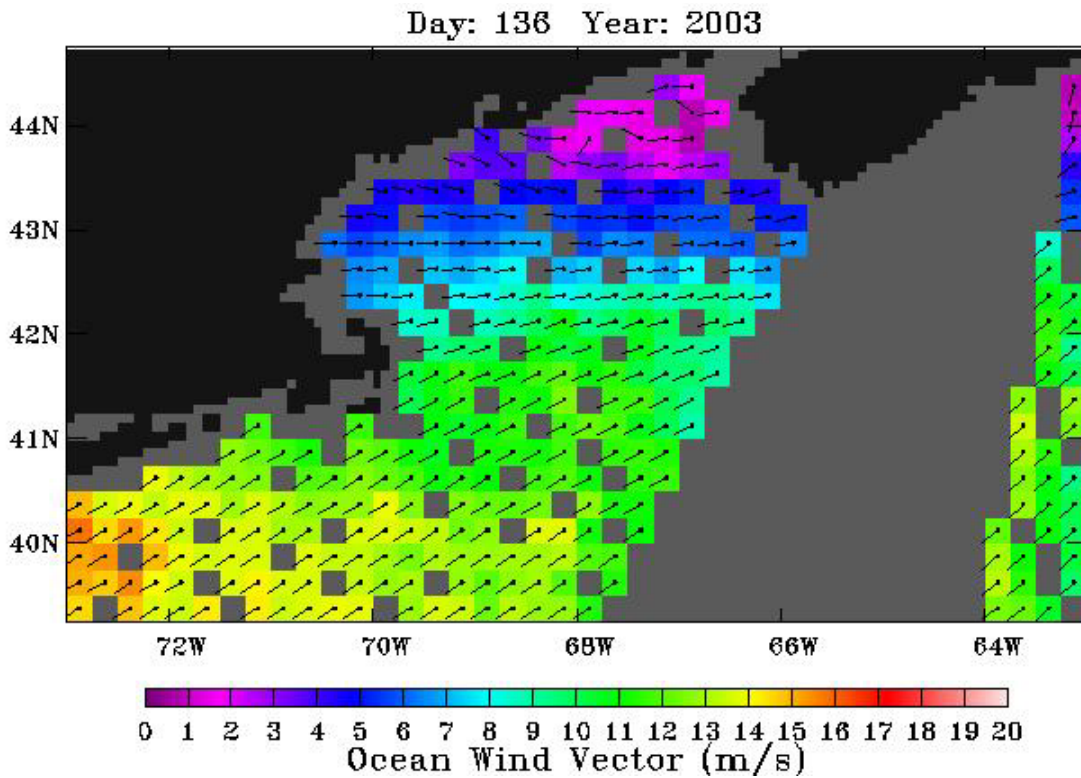 Day: 136 Year: 2003
44N
43N
42N
41N
40N
72W 70W 68W 66W 64W
0 1 2 3 4 5 6 7 8 9 10 11 12 13 14 15 16 17 18 19 20
Ocean Wind Vector (m/s)